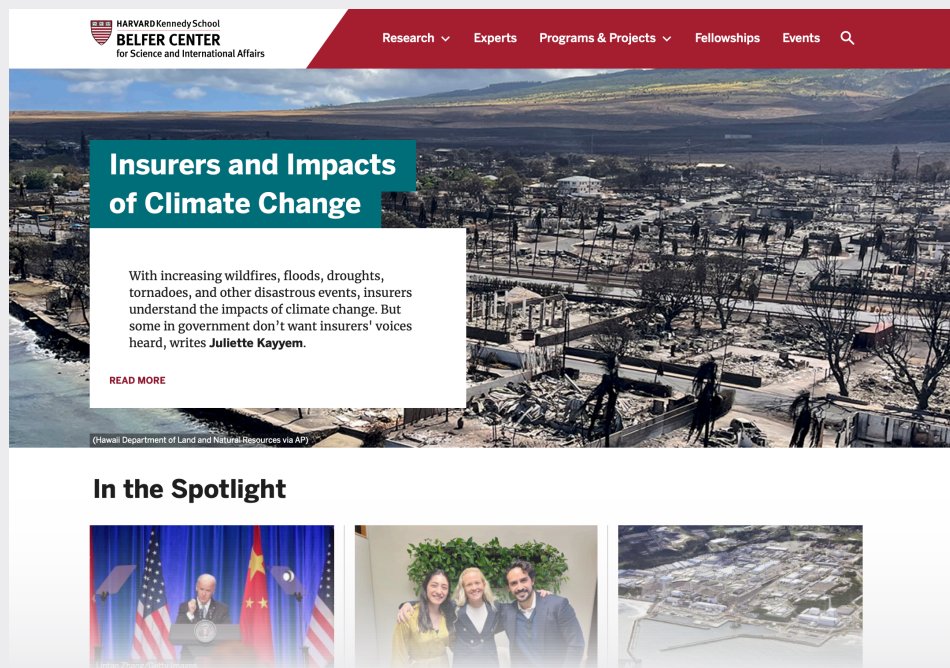 HARVARD Kennedy School
BELFER CENTER
for Science and International Affairs
Research
Experts
Programs & Projects
Fellowships
Events
Insurers and Impacts
of Climate Change
With increasing wildfires, floods, droughts,
tornadoes, and other disastrous events, insurers
understand the impacts of climate change. But
some in government don’t want insurers' voices
heard, writes Juliette Kayyem.
READ MORE
(Hawaii Department of Land and Natural Resources via AP)
In the Spotlight